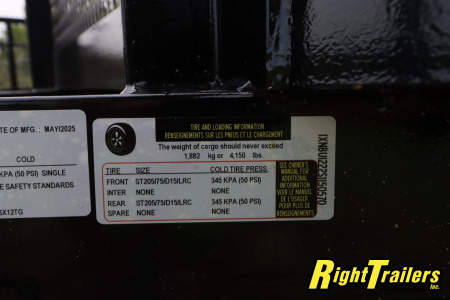 TE OF MFG.: MAY/2025
COLD
PA (50 PSI) SINGLE
E SAFETY STANDARDS
5X12TG
TIRE AND LOADING INFORMATION
RENSEIGNEMENTS SUR LES PNEUS ET LE CHARGEMENT
The weight of cargo should never exceed
1,882 kg or 4,150 lbs.
TIRE SIZE COLD TIRE PRESS.
FRONT ST205/75/D15/LRC 345 KPA (50 PSI)
INTER NONE NONE
REAR ST205/75/D15/LRC 345 KPA (50 PSI)
SPARE NONE NONE
SEE OWNER'S
MANUAL FOR
ADDITIONAL
INFORMATION
VOIR LE MANUEL
DE L'USAGER
POUR PLUS DE
RENSEIGNEMENTS
RightTrailers
Inc.